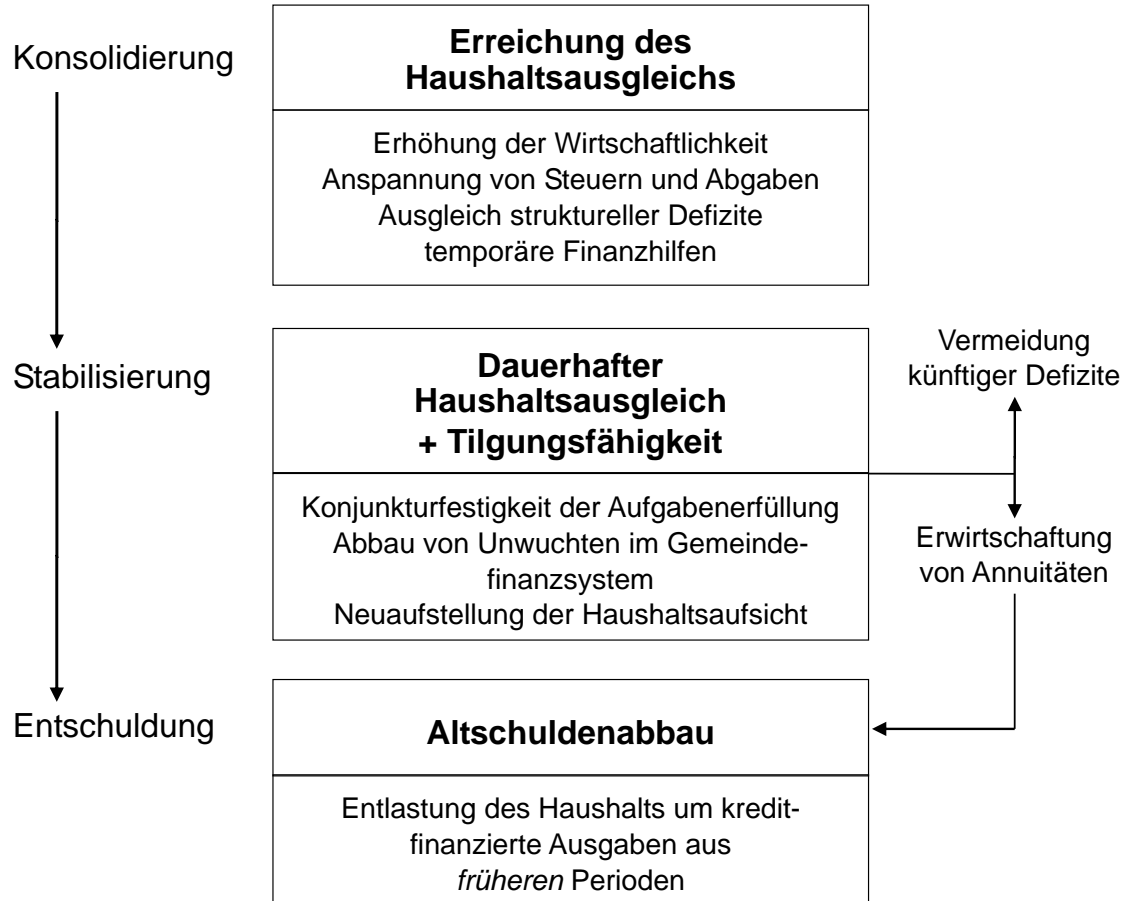 Konsolidierung
Erreichung des
Haushaltsausgleichs
Erhöhung der Wirtschaftlichkeit
Anspannung von Steuern und Abgaben
Ausgleich struktureller Defizite
temporäre Finanzhilfen
Stabilisierung
Dauerhafter
Haushaltsausgleich
+ Tilgungsfähigkeit
Konjunkturfestigkeit der Aufgabenerfüllung
Abbau von Unwuchten im Gemeinde-
finanzsystem
Neuaufstellung der Haushaltsaufsicht
Vermeidung
künftiger Defizite
Erwirtschaftung
von Annuitäten
Entschuldung
Altschuldenabbau
Entlastung des Haushalts um kredit-
finanzierte Ausgaben aus
früheren Perioden